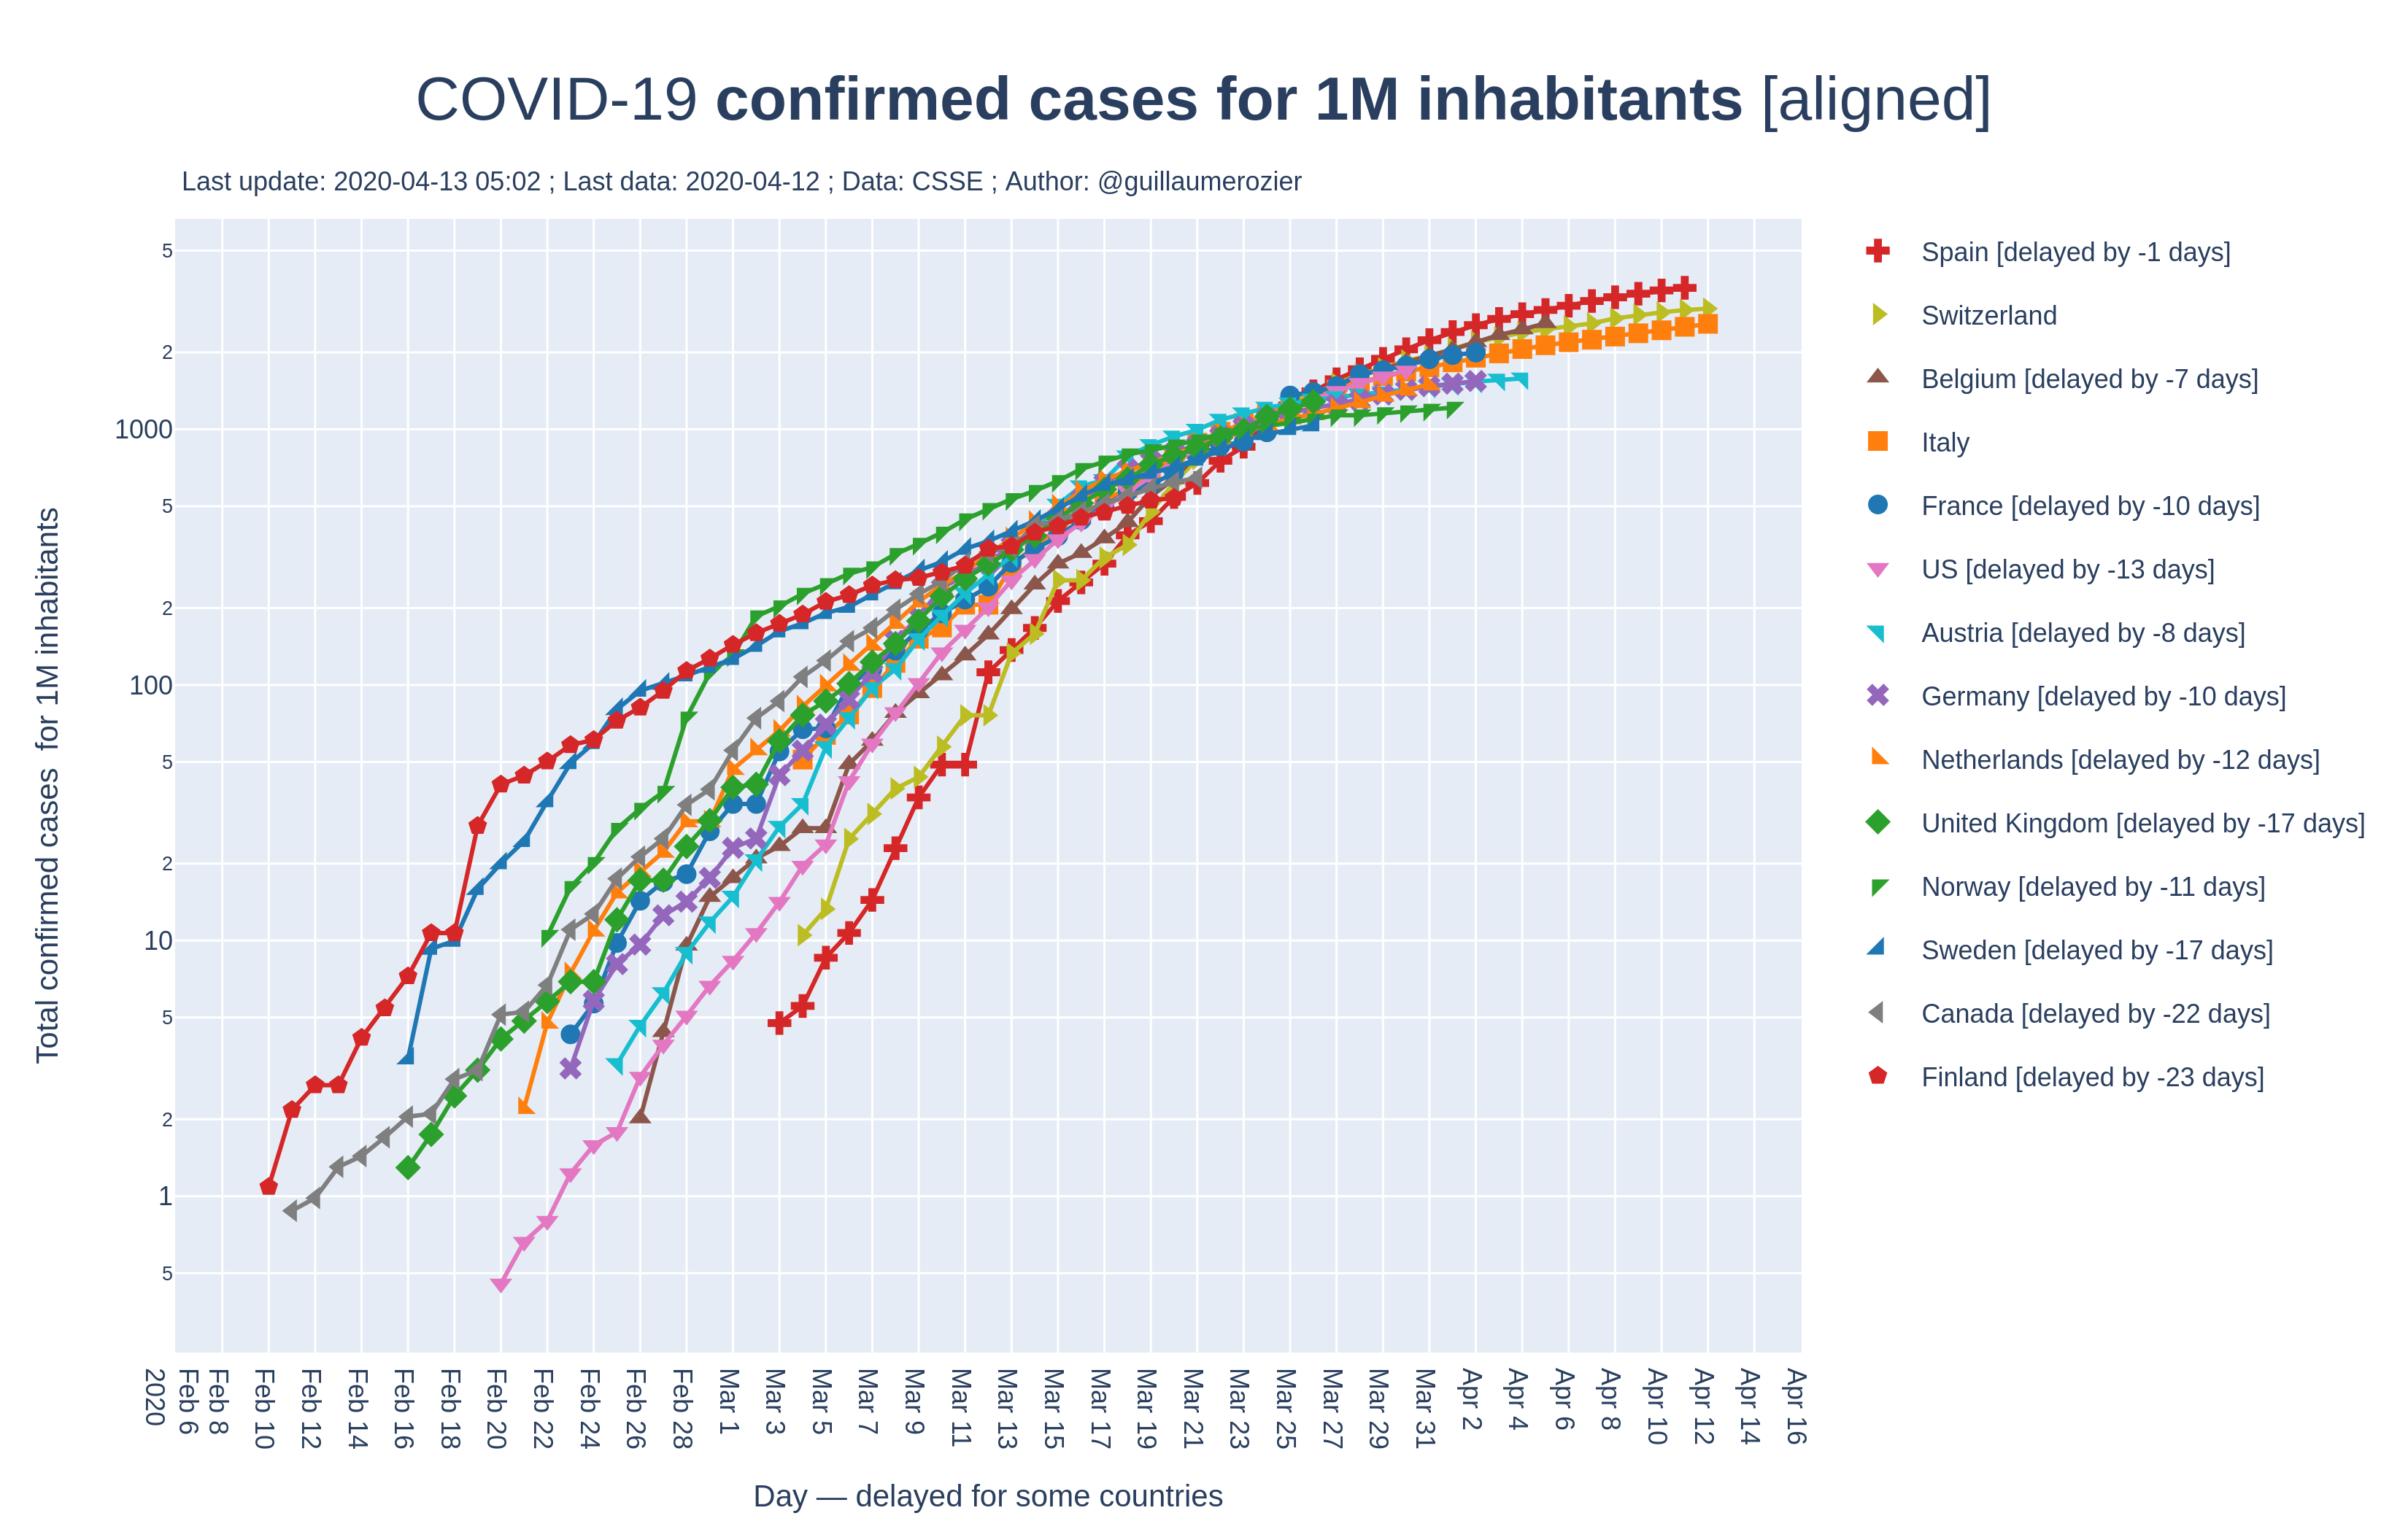 COVID-19 confirmed cases for 1M inhabitants [aligned]
Last update: 2020-04-13 05:02 ; Last data: 2020-04-12 ; Data: CSSE ; Author: @guillaumerozier
Total confirmed cases for 1M inhabitants
5
2
1000
5
2
100
5
2
10
5
2
1
5
Feb 6
2020
Feb 8
Feb 10
Feb 12
Feb 14
Feb 16
Feb 18
Feb 20
Feb 22
Feb 24
Feb 26
Feb 28
Mar 1
Mar 3
Mar 5
Mar 7
Mar 9
Mar 11
Mar 13
Mar 15
Mar 17
Mar 19
Mar 21
Mar 23
Mar 25
Mar 27
Mar 29
Mar 31
Apr 2
Apr 4
Apr 6
Apr 8
Apr 10
Apr 12
Apr 14
Apr 16
Day — delayed for some countries
Spain [delayed by -1 days]
Switzerland
Belgium [delayed by -7 days]
Italy
France [delayed by -10 days]
US [delayed by -13 days]
Austria [delayed by -8 days]
Germany [delayed by -10 days]
Netherlands [delayed by -12 days]
United Kingdom [delayed by -17 days]
Norway [delayed by -11 days]
Sweden [delayed by -17 days]
Canada [delayed by -22 days]
Finland [delayed by -23 days]